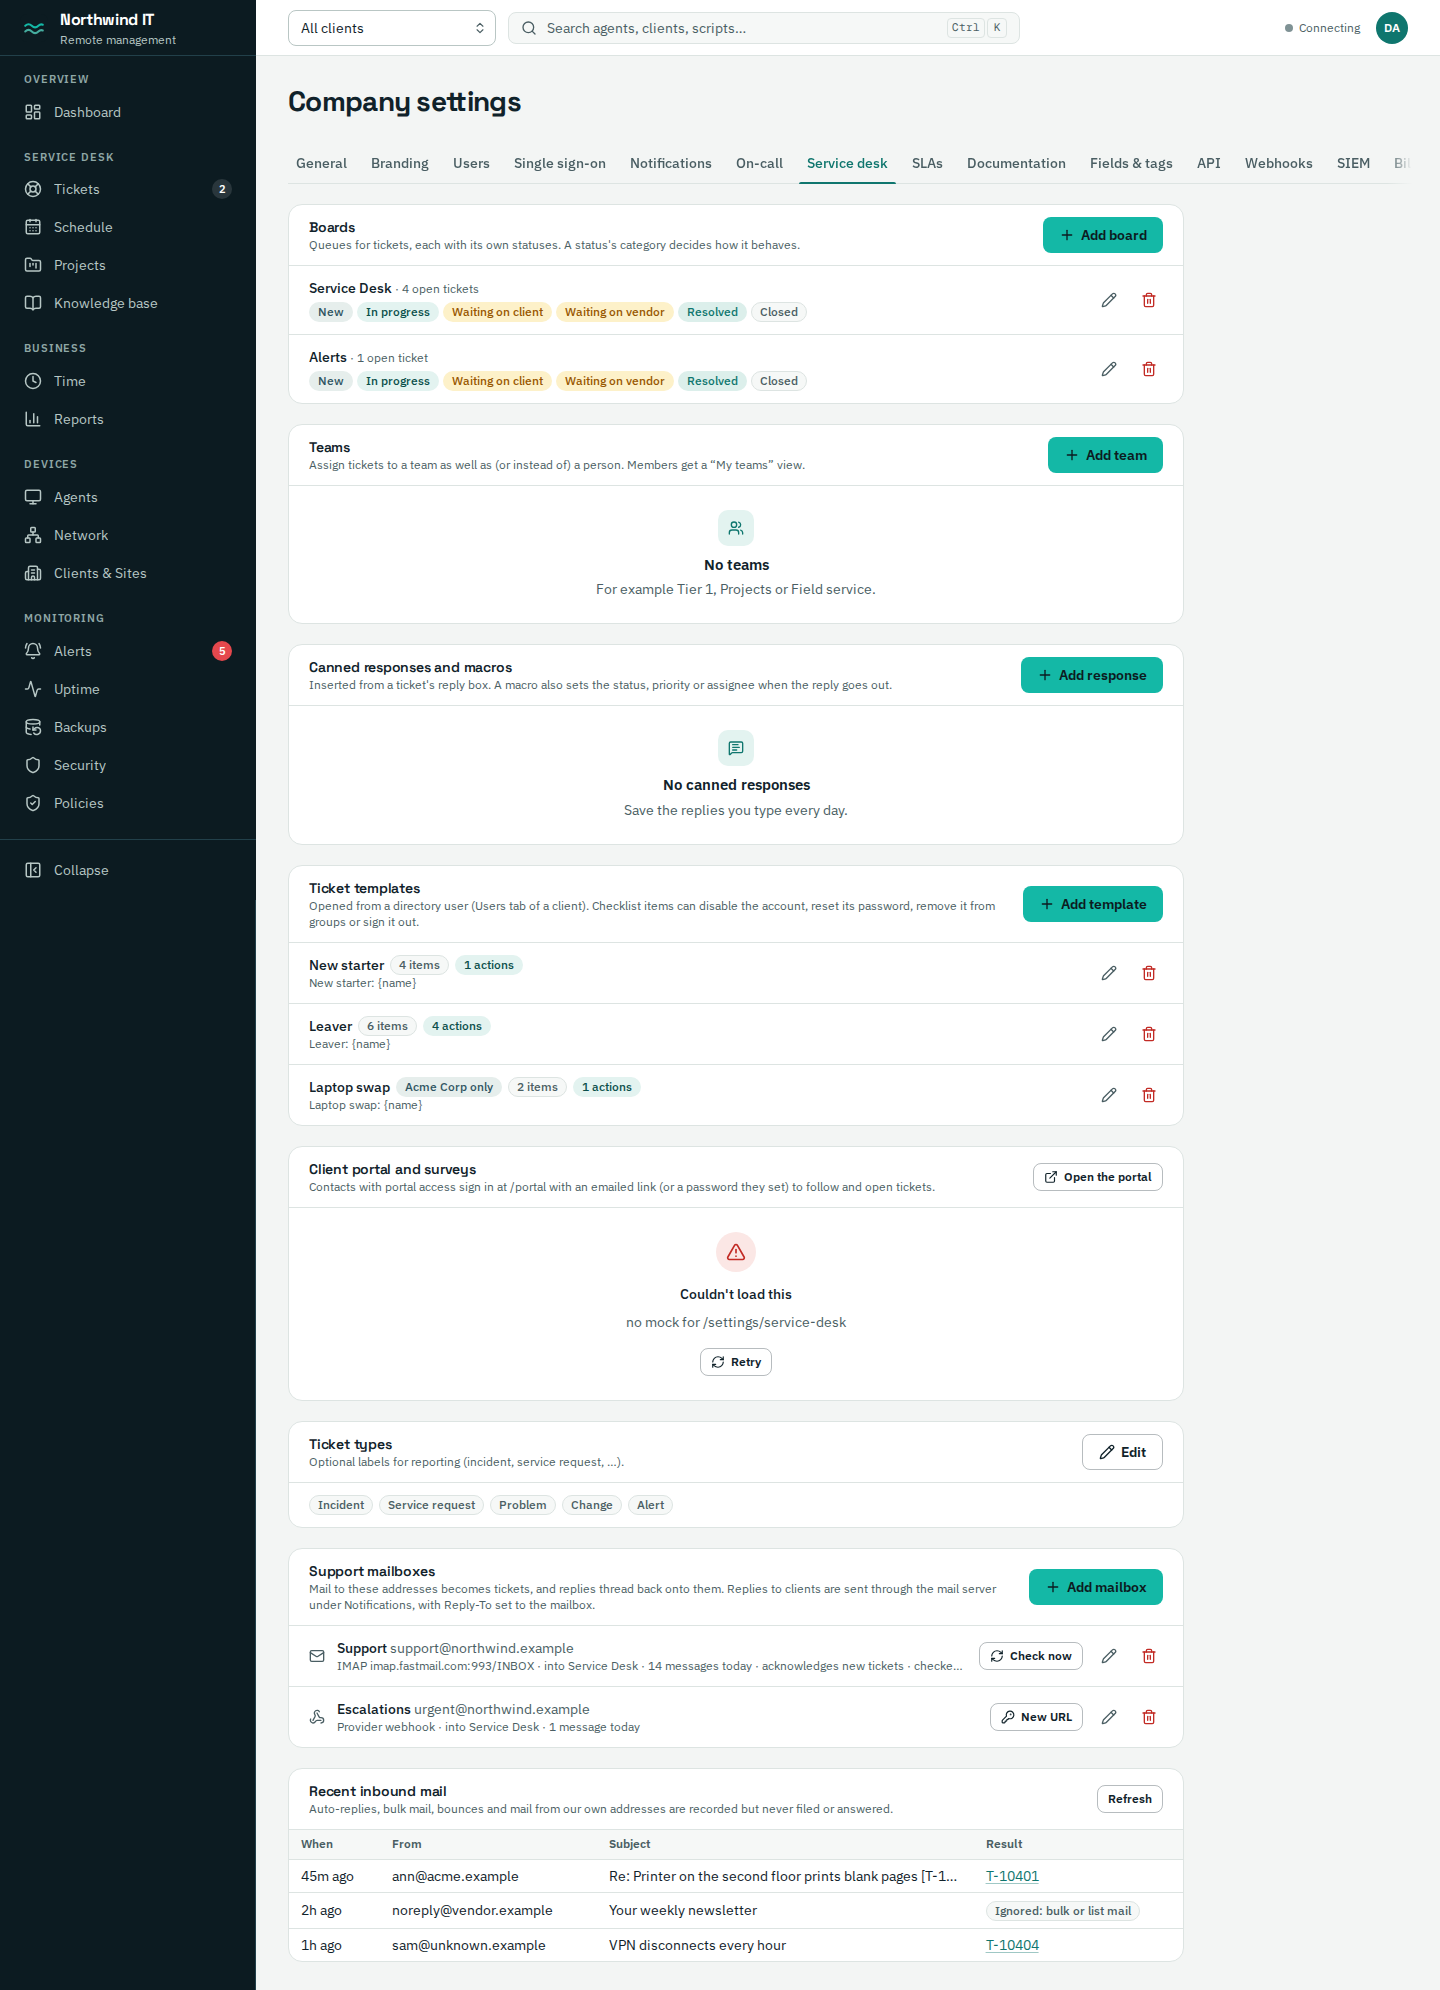 Northwind IT
Remote management
All clients
Search agents, clients, scripts...
Ctrl K
Connecting
DA
OVERVIEW
Dashboard
SERVICE DESK
Tickets 2
Schedule
Projects
Knowledge base
BUSINESS
Time
Reports
DEVICES
Agents
Network
Clients & Sites
MONITORING
Alerts 5
Uptime
Backups
Security
Policies
Collapse
Company settings
General Branding Users Single sign-on Notifications On-call Service desk SLAs Documentation Fields & tags API Webhooks SIEM
Boards
Queues for tickets, each with its own statuses. A status's category decides how it behaves.
Add board
Service Desk · 4 open tickets
New In progress Waiting on client Waiting on vendor Resolved Closed
Alerts · 1 open ticket
New In progress Waiting on client Waiting on vendor Resolved Closed
Teams
Assign tickets to a team as well as (or instead of) a person. Members get a “My teams” view.
Add team
No teams
For example Tier 1, Projects or Field service.
Canned responses and macros
Inserted from a ticket's reply box. A macro also sets the status, priority or assignee when the reply goes out.
Add response
No canned responses
Save the replies you type every day.
Ticket templates
Opened from a directory user (Users tab of a client). Checklist items can disable the account, reset its password, remove it from
groups or sign it out.
Add template
New starter 4 items 1 actions
New starter: {name}
Leaver 6 items 4 actions
Leaver: {name}
Laptop swap Acme Corp only 2 items 1 actions
Laptop swap: {name}
Client portal and surveys
Contacts with portal access sign in at /portal with an emailed link (or a password they set) to follow and open tickets.
Open the portal
Couldn't load this
no mock for /settings/service-desk
Retry
Ticket types
Optional labels for reporting (incident, service request, …).
Edit
Incident Service request Problem Change Alert
Support mailboxes
Mail to these addresses becomes tickets, and replies thread back onto them. Replies to clients are sent through the mail server
under Notifications, with Reply-To set to the mailbox.
Add mailbox
Support support@northwind.example
IMAP imap.fastmail.com:993/INBOX · into Service Desk · 14 messages today · acknowledges new tickets · checke…
Check now
Escalations urgent@northwind.example
Provider webhook · into Service Desk · 1 message today
New URL
Recent inbound mail
Auto-replies, bulk mail, bounces and mail from our own addresses are recorded but never filed or answered.
Refresh
When From Subject Result
45m ago ann@acme.example Re: Printer on the second floor prints blank pages [T-1… T-10401
2h ago noreply@vendor.example Your weekly newsletter Ignored: bulk or list mail
1h ago sam@unknown.example VPN disconnects every hour T-10404